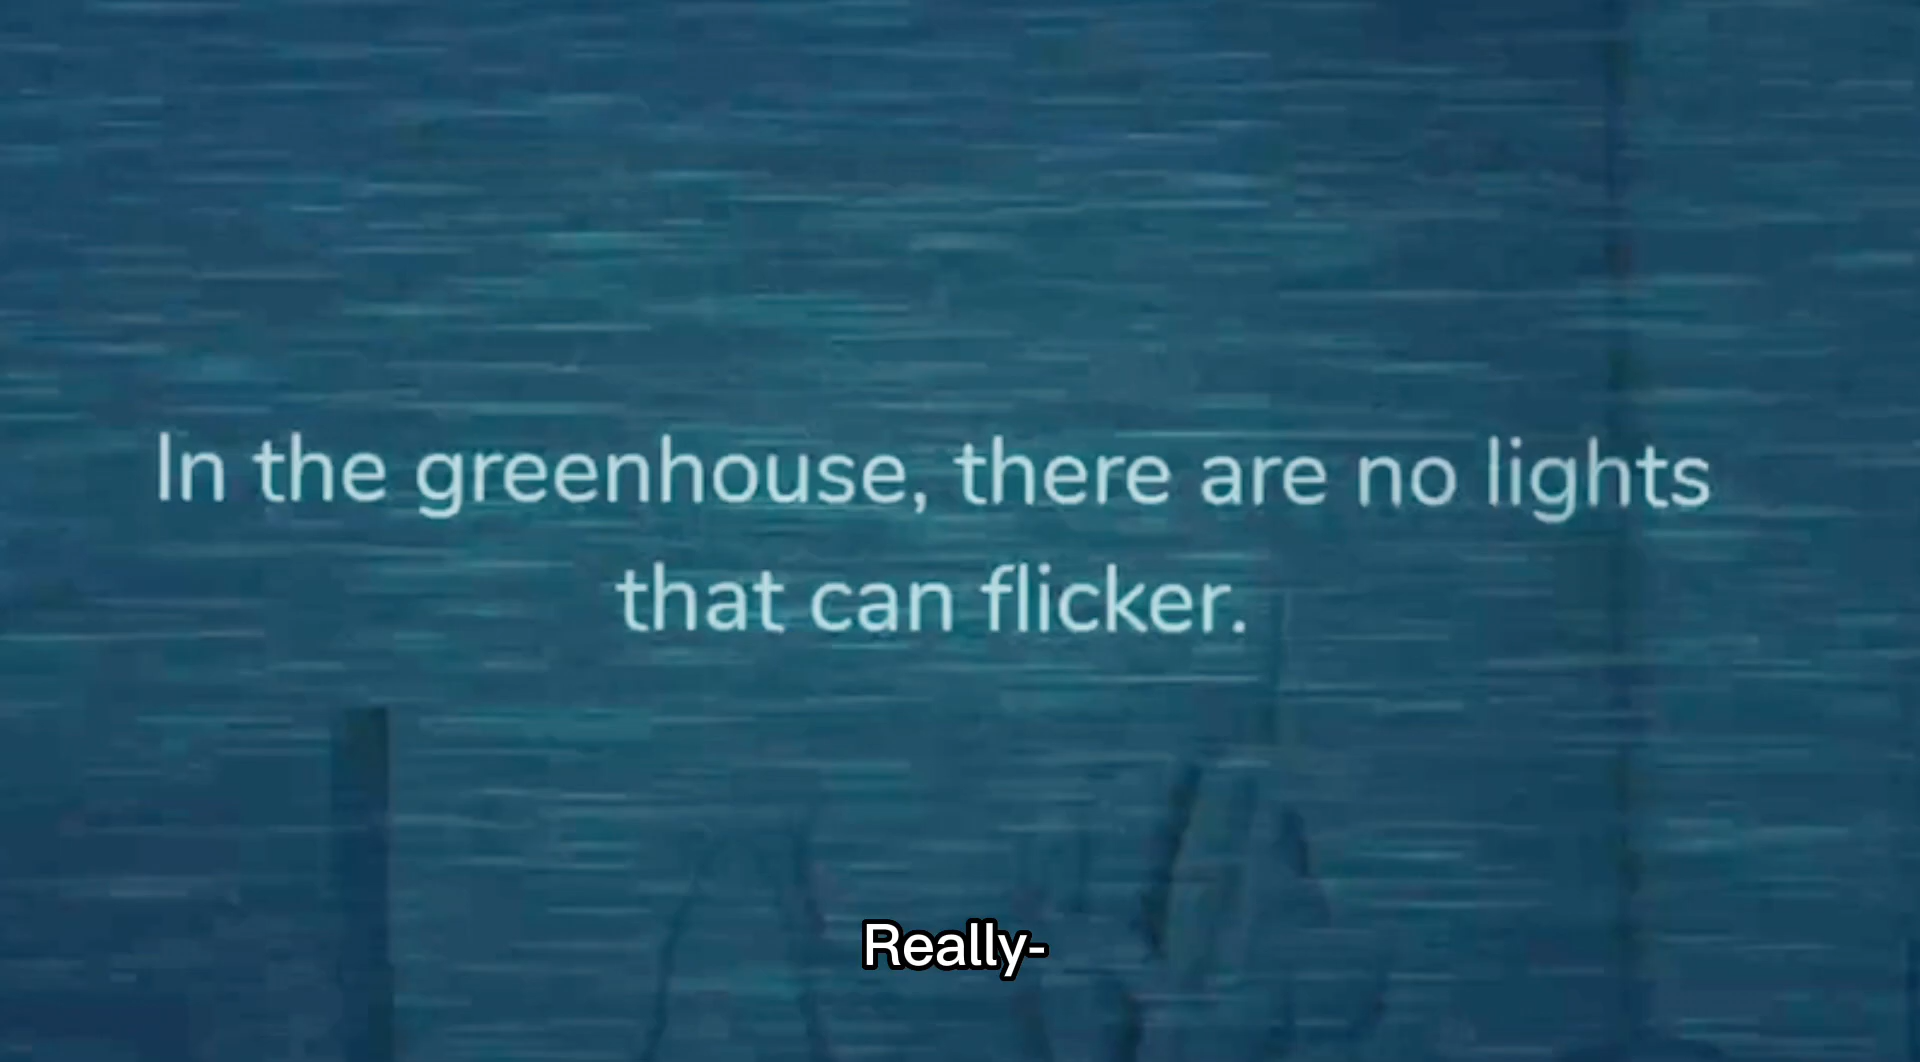 In the greenhouse, there are no lights
that can flicker.
Really-